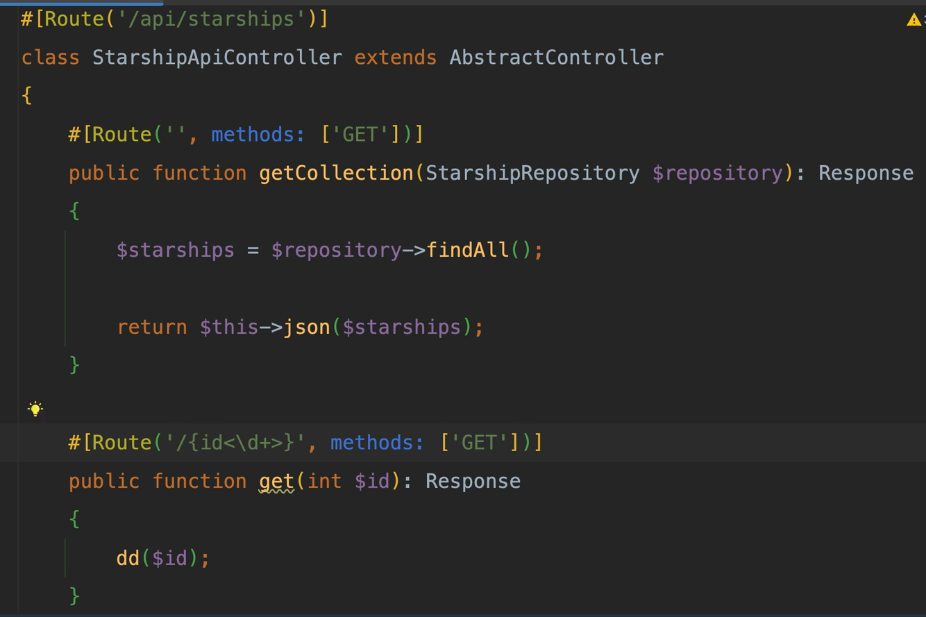 #[Route('/api/starships')]
class StarshipApiController extends AbstractController
{
    #[Route('', methods: ['GET'])]
    public function getCollection(StarshipRepository $repository): Response
    {
        $starships = $repository->findAll();

        return $this->json($starships);
    }

    #[Route('/{id<\d+>}', methods: ['GET'])]
    public function get(int $id): Response
    {
        dd($id);
    }